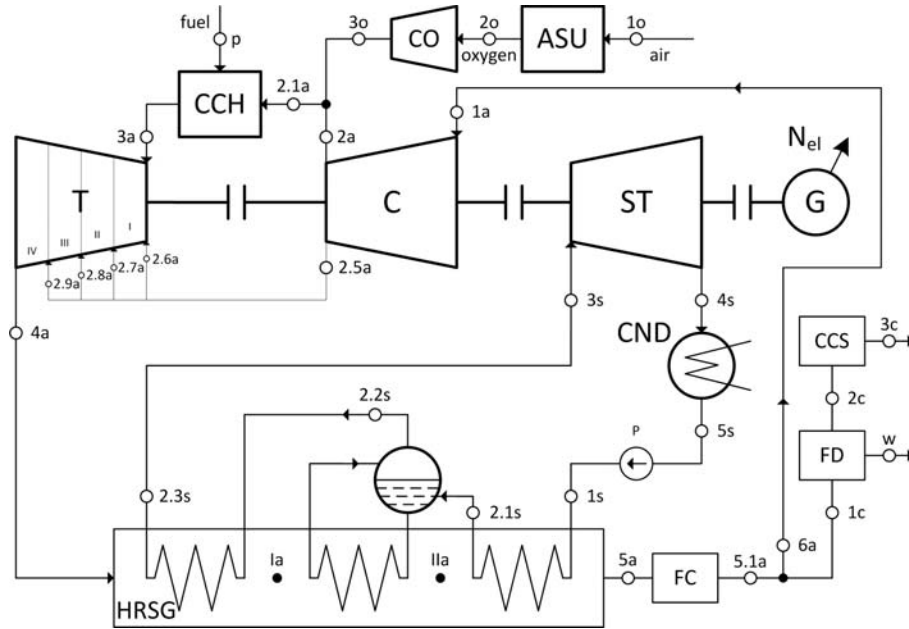 fuel
p
3o
CO
2o
oxygen
ASU
1o
air
CCH
2.1a
3a
2a
1a
T
C
ST
N_el
G
IV
III
II
I
2.9a
2.8a
2.7a
2.6a
2.5a
4a
3s
4s
CND
CCS
3c
2c
2.2s
P
5s
FD
w
2.3s
2.1s
1s
1c
Ia
IIa
HRSG
5a
FC
5.1a
6a